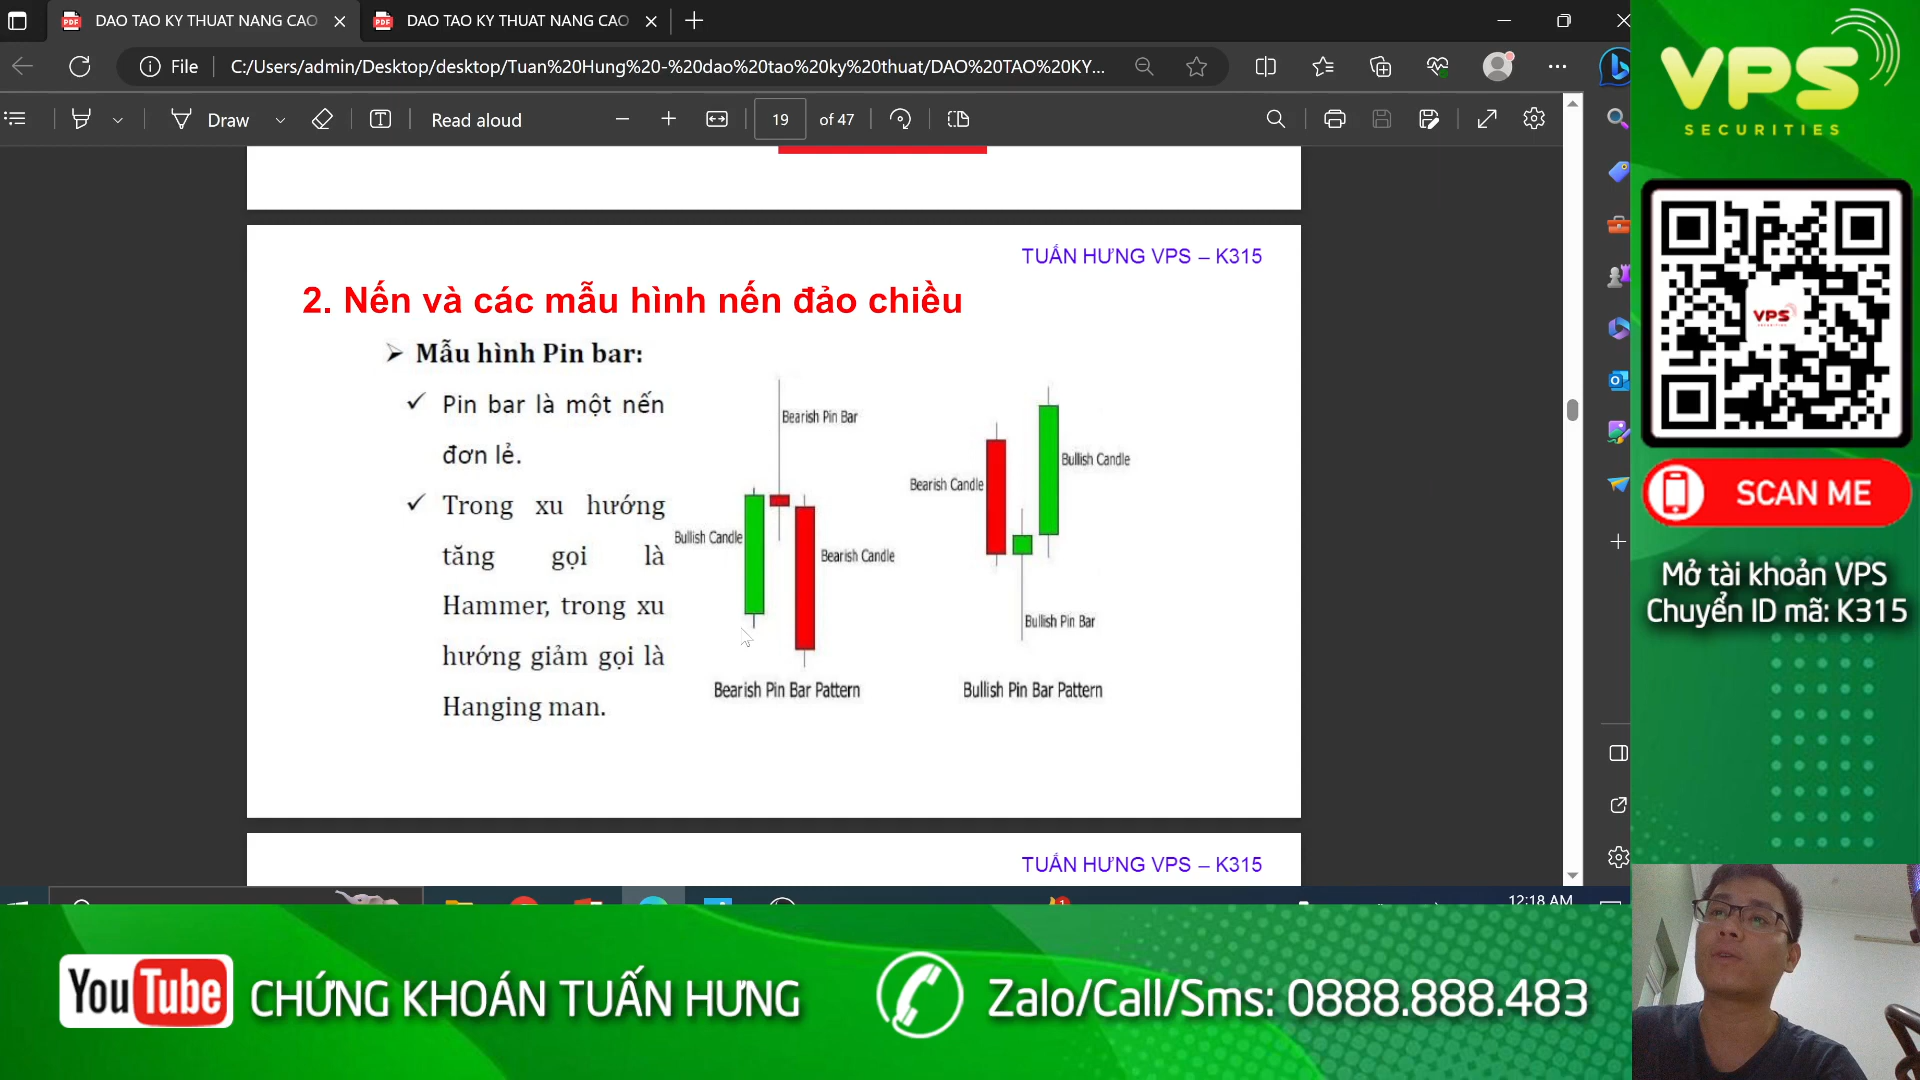 DAO TAO KY THUAT NANG CAO
DAO TAO KY THUAT NANG CAO
File
C:/Users/admin/Desktop/desktop/Tuan%20Hung%20-%20dao%20tao%20ky%20thuat/DAO%20TAO%20KY...
Draw
Read aloud
19 of 47
TUẤN HƯNG VPS – K315
2. Nến và các mẫu hình nến đảo chiều
Mẫu hình Pin bar:
Pin bar là một nến
đơn lẻ.
Trong xu hướng
tăng gọi là
Hammer, trong xu
hướng giảm gọi là
Hanging man.
Bearish Pin Bar
Bullish Candle
Bearish Candle
Bearish Pin Bar Pattern
Bearish Candle
Bullish Candle
Bullish Pin Bar
Bullish Pin Bar Pattern
TUẤN HƯNG VPS – K315
12:18 AM
VPS
SECURITIES
VPS
SCAN ME
Mở tài khoản VPS
Chuyển ID mã: K315
YouTube
CHỨNG KHOÁN TUẤN HƯNG
Zalo/Call/Sms: 0888.888.483